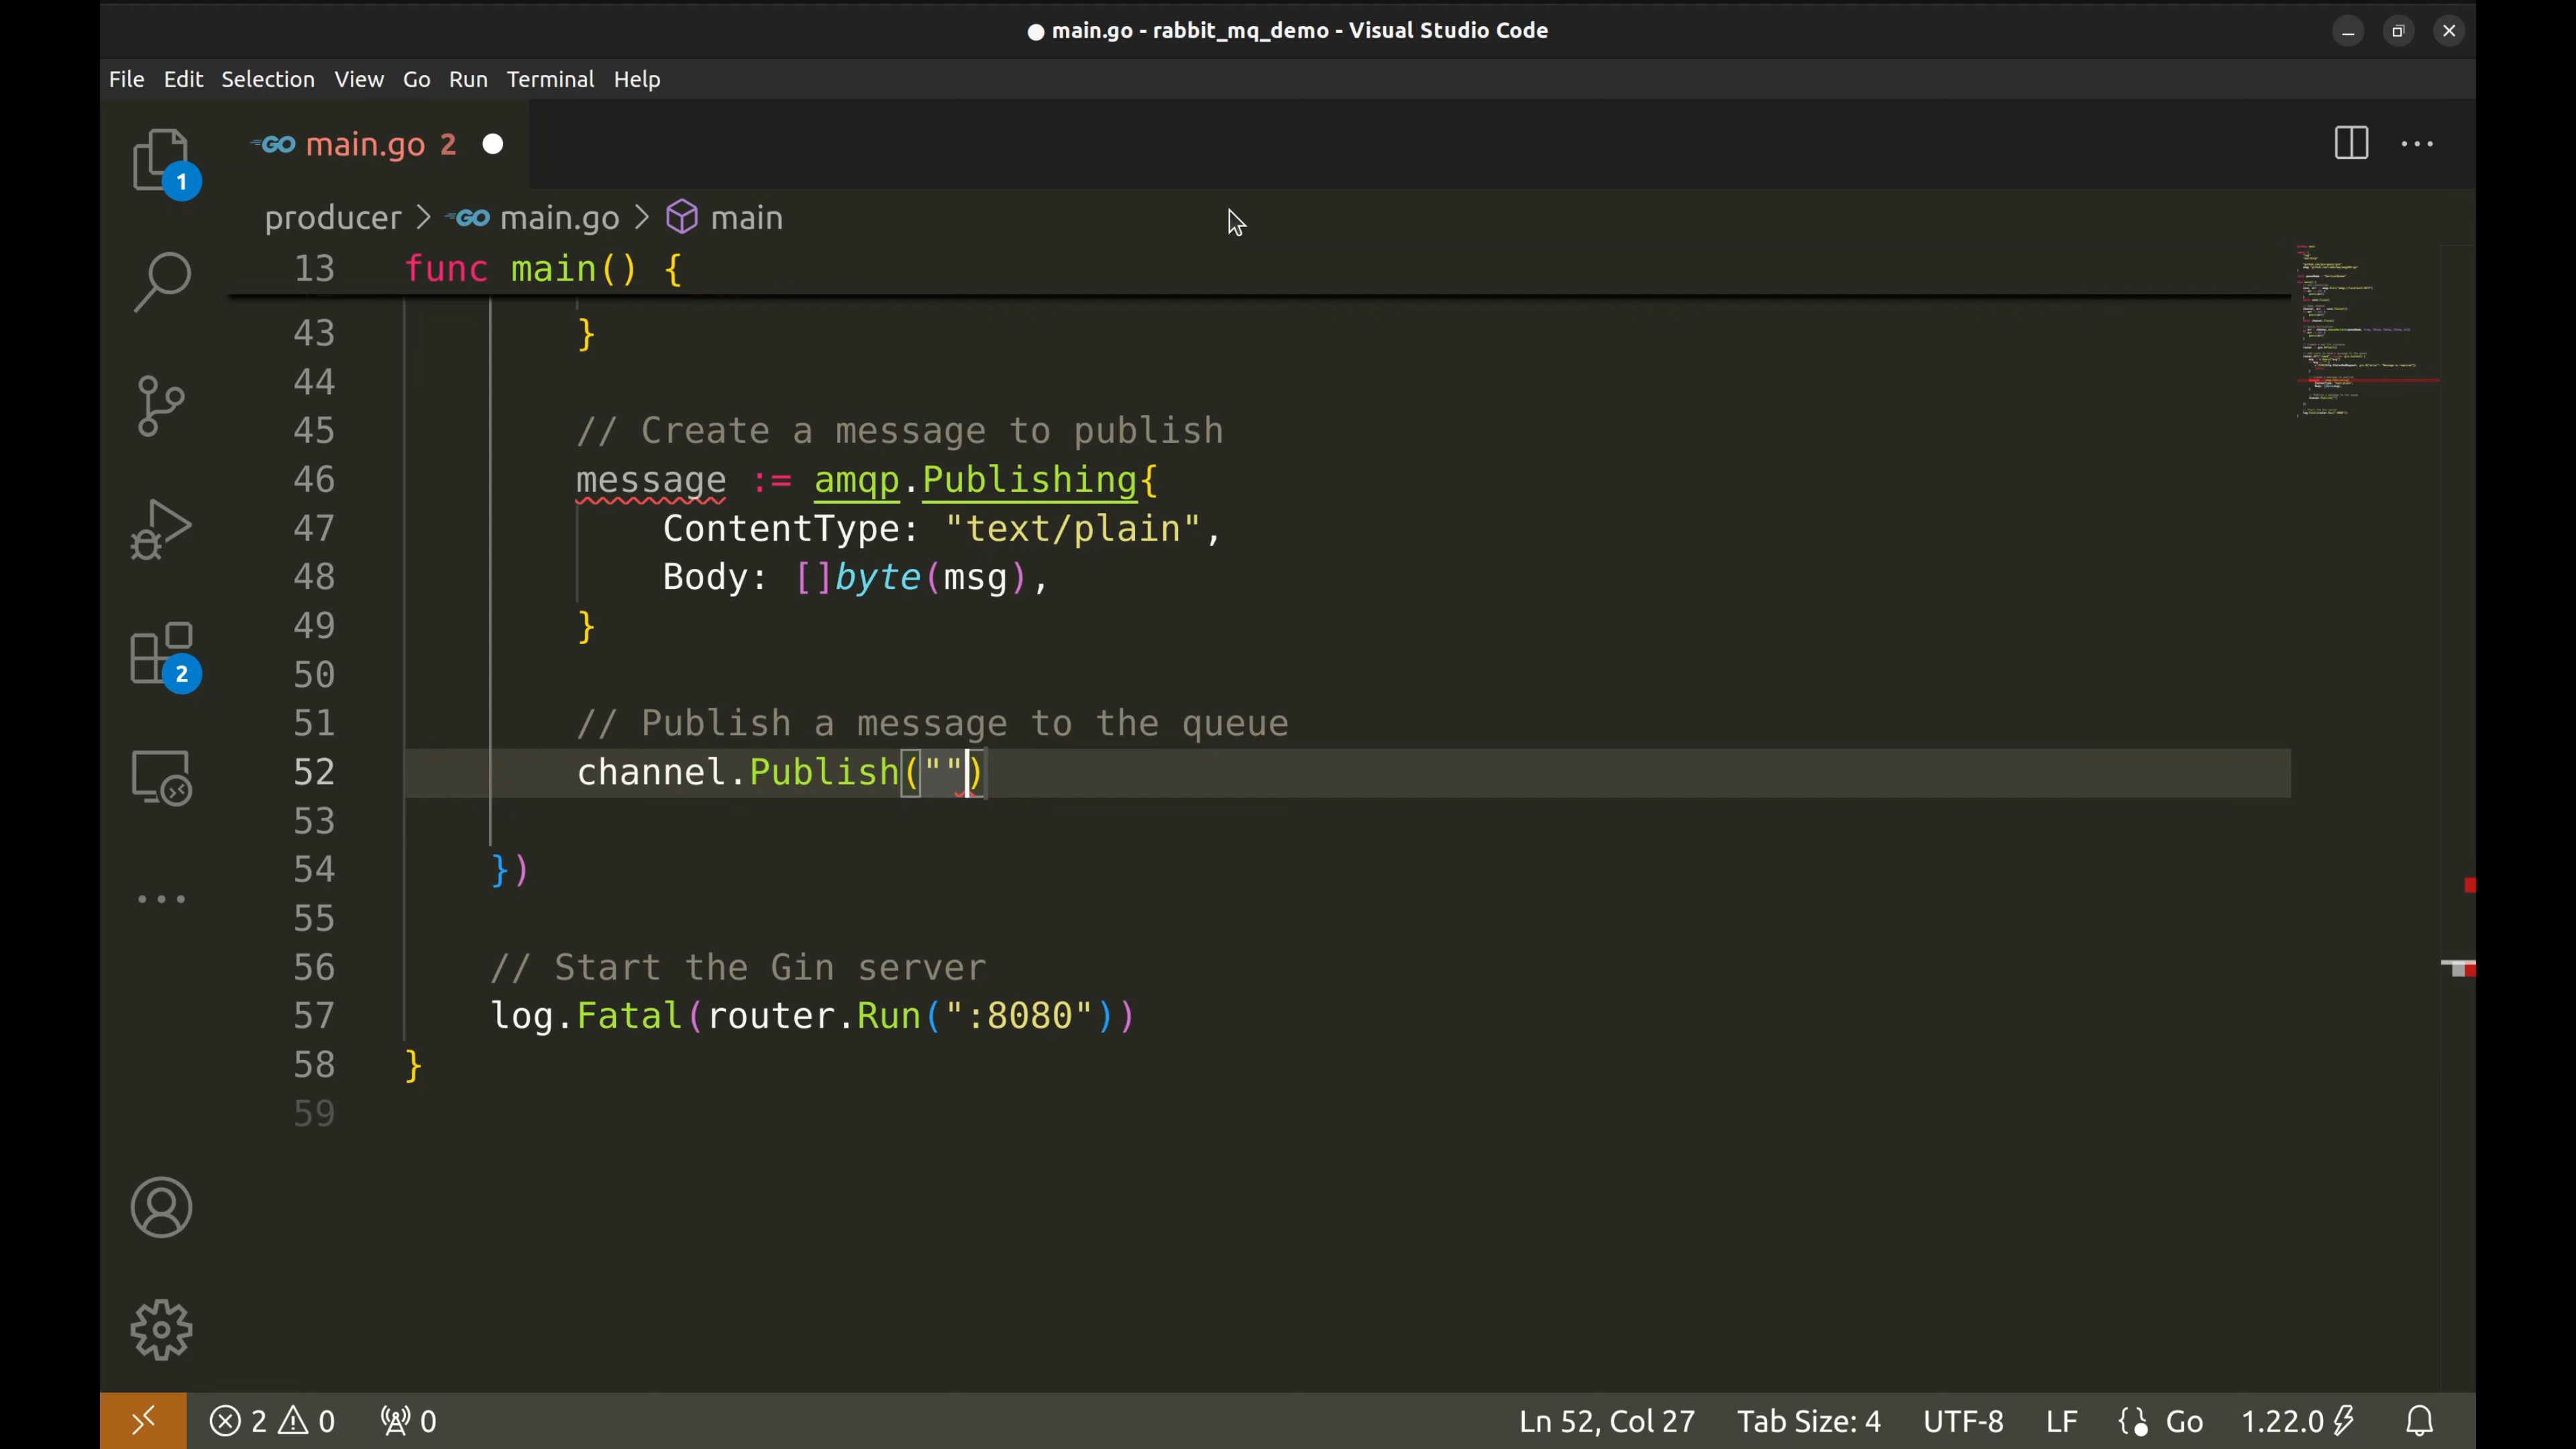 main.go - rabbit_mq_demo - Visual Studio Code
File Edit Selection View Go Run Terminal Help
GO main.go 2
1
producer > GO main.go > main
13 func main() {
43 }
44
45 // Create a message to publish
46 message := amqp.Publishing{
47 ContentType: "text/plain",
48 Body: []byte(msg),
49 }
50
51 // Publish a message to the queue
52 channel.Publish("")
53
54 })
55
56 // Start the Gin server
57 log.Fatal(router.Run(":8080"))
58 }
59
2
2 0 0 Ln 52, Col 27 Tab Size: 4 UTF-8 LF {} Go 1.22.0